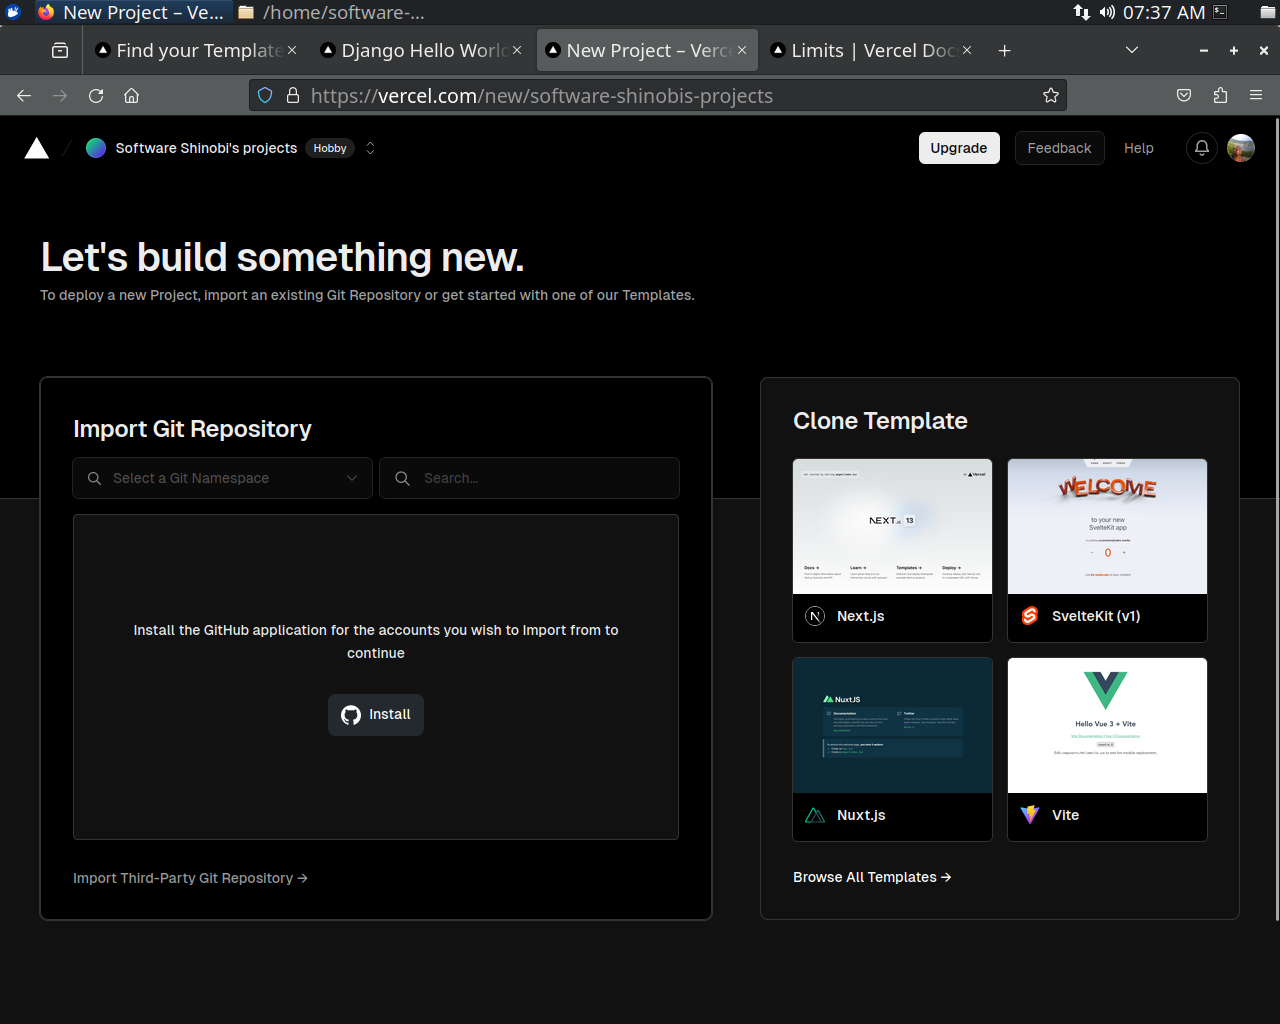 New Project – Ve...
/home/software-...
07:37 AM
Find your Template
Django Hello Worl
New Project – Verc
Limits | Vercel Doc
https://vercel.com/new/software-shinobis-projects
Software Shinobi's projects
Hobby
Upgrade
Feedback
Help
Let's build something new.
To deploy a new Project, import an existing Git Repository or get started with one of our Templates.
Import Git Repository
Select a Git Namespace
Search...
Install the GitHub application for the accounts you wish to Import from to
continue
Install
Import Third-Party Git Repository →
Clone Template
Vercel
NEXT.js 13
Docs →
Learn →
Templates →
Deploy →
Next.js
WELCOME
to your new
SvelteKit app
0
SvelteKit (v1)
NuxtJS
Documentation
Twitter
Nuxt.js
Hello Vue 3 + Vite
Vite
Browse All Templates →